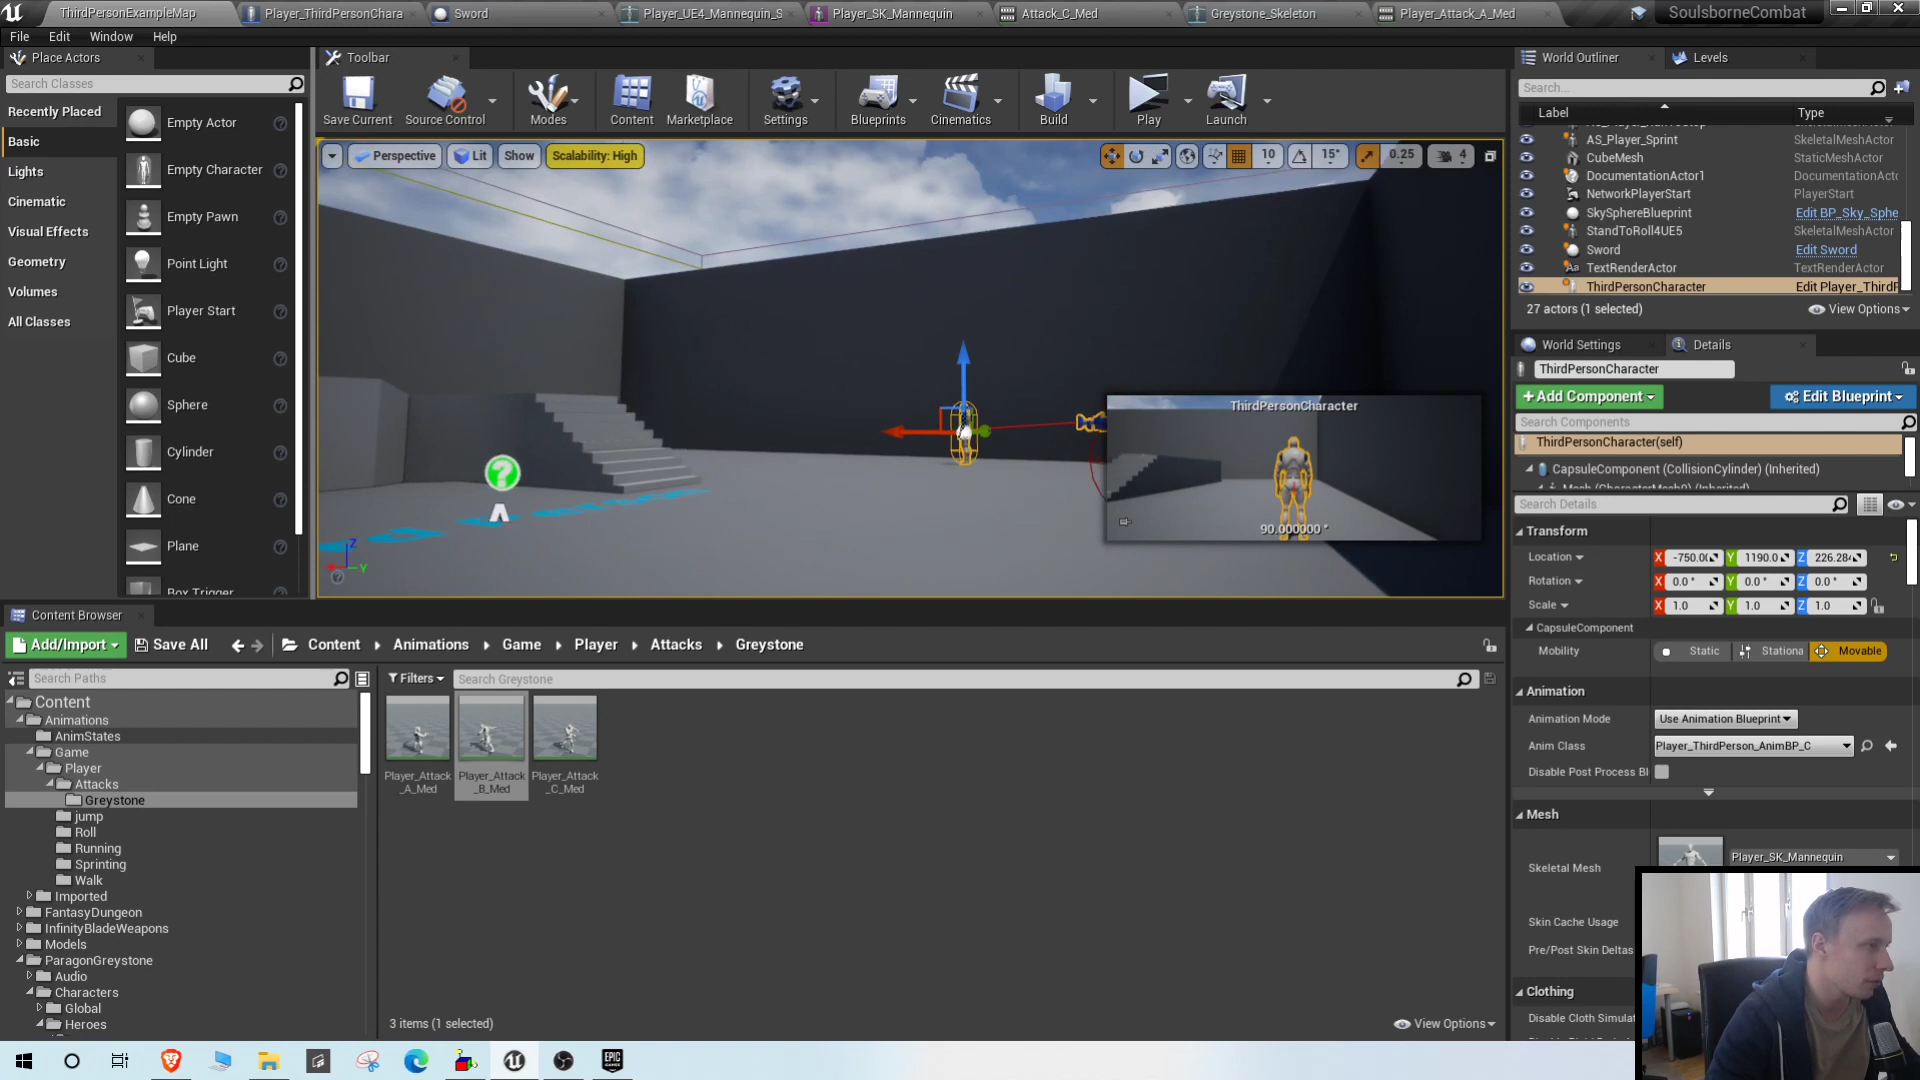 ThirdPersonExampleMap
Player_ThirdPersonChara
Sword
Player_UE4_Mannequin_S
Player_SK_Mannequin
Attack_C_Med
Greystone_Skeleton
Player_Attack_A_Med
SoulsborneCombat
File Edit Window Help
Place Actors
Search Classes
Recently Placed
Basic
Lights
Cinematic
Visual Effects
Geometry
Volumes
All Classes
Empty Actor
Empty Character
Empty Pawn
Point Light
Player Start
Cube
Sphere
Cylinder
Cone
Plane
Box Trigger
Toolbar
Save Current Source Control Modes Content Marketplace Settings Blueprints Cinematics Build Play Launch
Perspective Lit Show Scalability: High
10 15° 0.25 4
ThirdPersonCharacter
90.000000 °
Z
Y
World Outliner Levels
Search...
Label Type
AS_Player_Sprint SkeletalMeshActor
CubeMesh StaticMeshActor
DocumentationActor1 DocumentationActo
NetworkPlayerStart PlayerStart
SkySphereBlueprint Edit BP_Sky_Sphe
StandToRoll4UE5 SkeletalMeshActor
Sword Edit Sword
Aa TextRenderActor TextRenderActor
ThirdPersonCharacter Edit Player_ThirdP
27 actors (1 selected) View Options
World Settings Details
ThirdPersonCharacter
+Add Component Edit Blueprint
Search Components
ThirdPersonCharacter(self)
CapsuleComponent (CollisionCylinder) (Inherited)
Mesh (CharacterMesh0) (Inherited)
Search Details
Transform
Location X -750.0 Y 1190.0 Z 226.284
Rotation X 0.0 ° Y 0.0 ° Z 0.0 °
Scale X 1.0 Y 1.0 Z 1.0
CapsuleComponent
Mobility Static Stationa Movable
Animation
Animation Mode Use Animation Blueprint
Anim Class Player_ThirdPerson_AnimBP_C
Disable Post Process Bl
Mesh
Skeletal Mesh Player_SK_Mannequin
Skin Cache Usage
Pre/Post Skin Deltas
Clothing
Disable Cloth Simulat
Content Browser
Add/Import Save All Content Animations Game Player Attacks Greystone
Search Paths
Filters Search Greystone
Content
Animations
AnimStates
Game
Player
Attacks
Greystone
jump
Roll
Running
Sprinting
Walk
Imported
FantasyDungeon
InfinityBladeWeapons
Models
ParagonGreystone
Audio
Characters
Global
Heroes
Player_Attack_A_Med
Player_Attack_B_Med
Player_Attack_C_Med
3 items (1 selected) View Options
EPIC GAMES